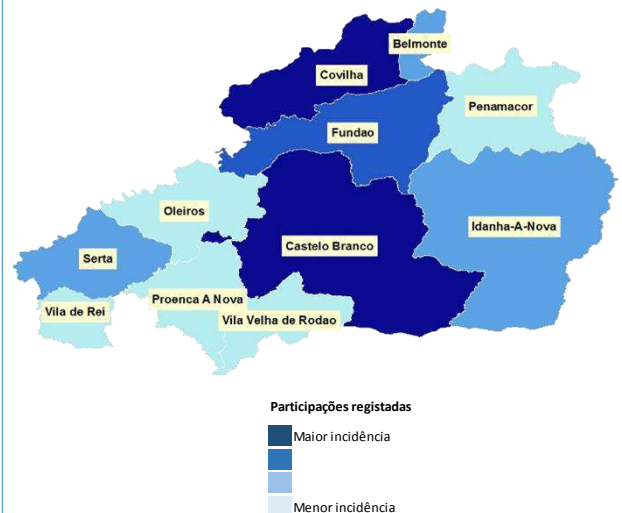 Belmonte
Covilha
Penamacor
Fundao
Oleiros
Idanha-A-Nova
Castelo Branco
Serta
Proenca A Nova
Vila de Rei
Vila Velha de Rodao
Participações registadas
Maior incidência
Menor incidência